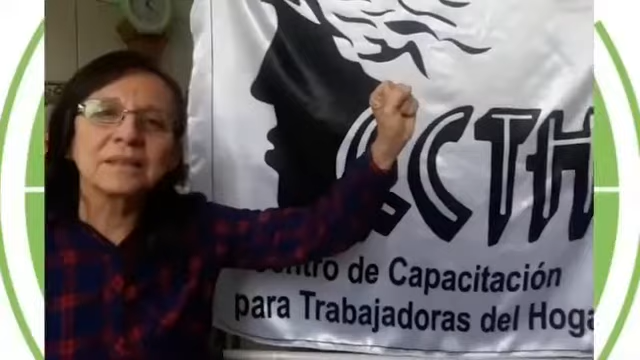 CCTH
Centro de Capacitación
para Trabajadoras del Hoga